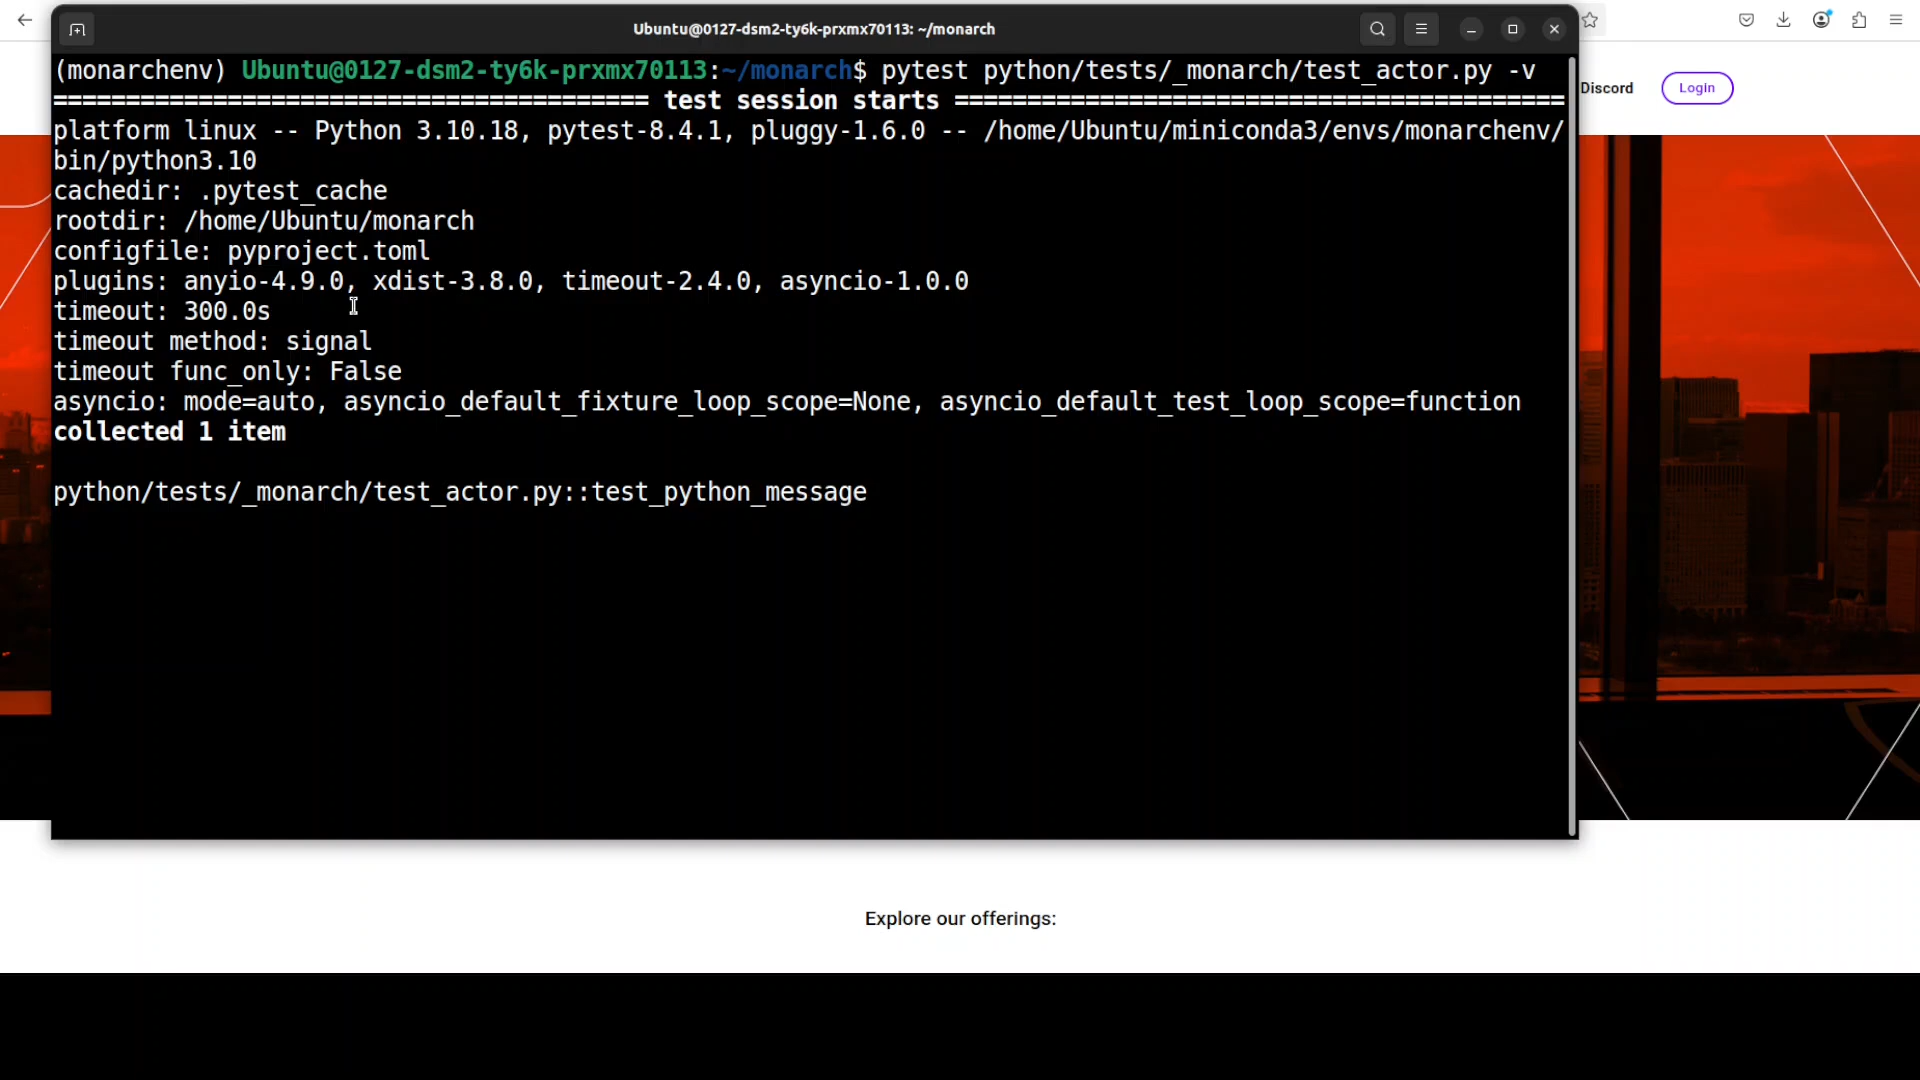 Ubuntu@0127-dsm2-ty6k-prxmx70113: ~/monarch
(monarchenv) Ubuntu@0127-dsm2-ty6k-prxmx70113:~/monarch$ pytest python/tests/_monarch/test_actor.py -v
========================================= test session starts ==========================================
platform linux -- Python 3.10.18, pytest-8.4.1, pluggy-1.6.0 -- /home/Ubuntu/miniconda3/envs/monarchenv/
bin/python3.10
cachedir: .pytest_cache
rootdir: /home/Ubuntu/monarch
configfile: pyproject.toml
plugins: anyio-4.9.0, xdist-3.8.0, timeout-2.4.0, asyncio-1.0.0
timeout: 300.0s
timeout method: signal
timeout func_only: False
asyncio: mode=auto, asyncio_default_fixture_loop_scope=None, asyncio_default_test_loop_scope=function
collected 1 item
python/tests/_monarch/test_actor.py::test_python_message
Discord
Login
Explore our offerings: